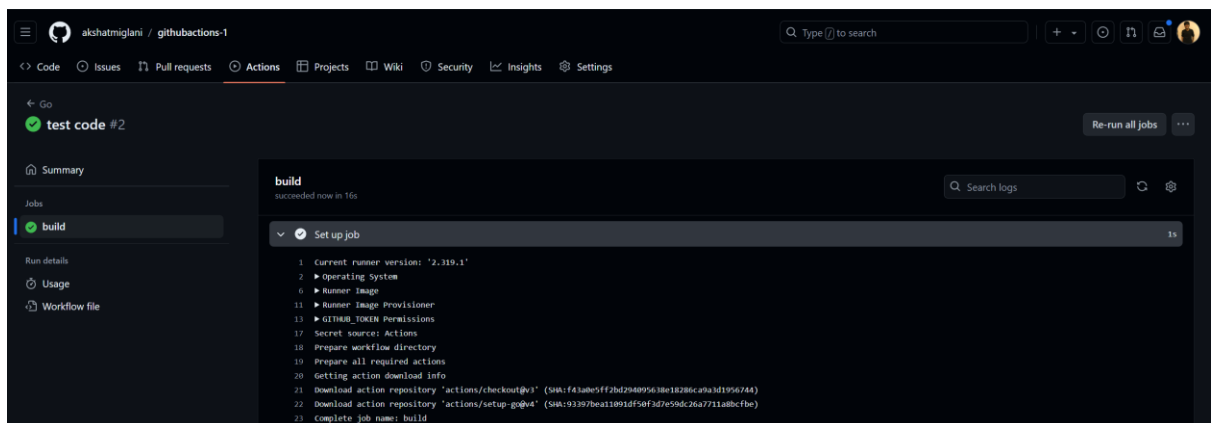 akshatmiglani / githubactions-1
Type / to search
Code Issues Pull requests Actions Projects Wiki Security Insights Settings
Go
test code #2
Re-run all jobs
Summary
Jobs
build
Run details
Usage
Workflow file
build
succeeded now in 16s
Search logs
Set up job 1s
1 Current runner version: '2.319.1'
2 Operating System
6 Runner Image
11 Runner Image Provisioner
13 GITHUB_TOKEN Permissions
17 Secret source: Actions
18 Prepare workflow directory
19 Prepare all required actions
20 Getting action download info
21 Download action repository 'actions/checkout@v3' (SHA:f43a0e5ff2bd294095638e18286ca9a3d1956744)
22 Download action repository 'actions/setup-go@v4' (SHA:93397bea11091df50f3d7e59dc26a7711a8bcfbe)
23 Complete job name: build